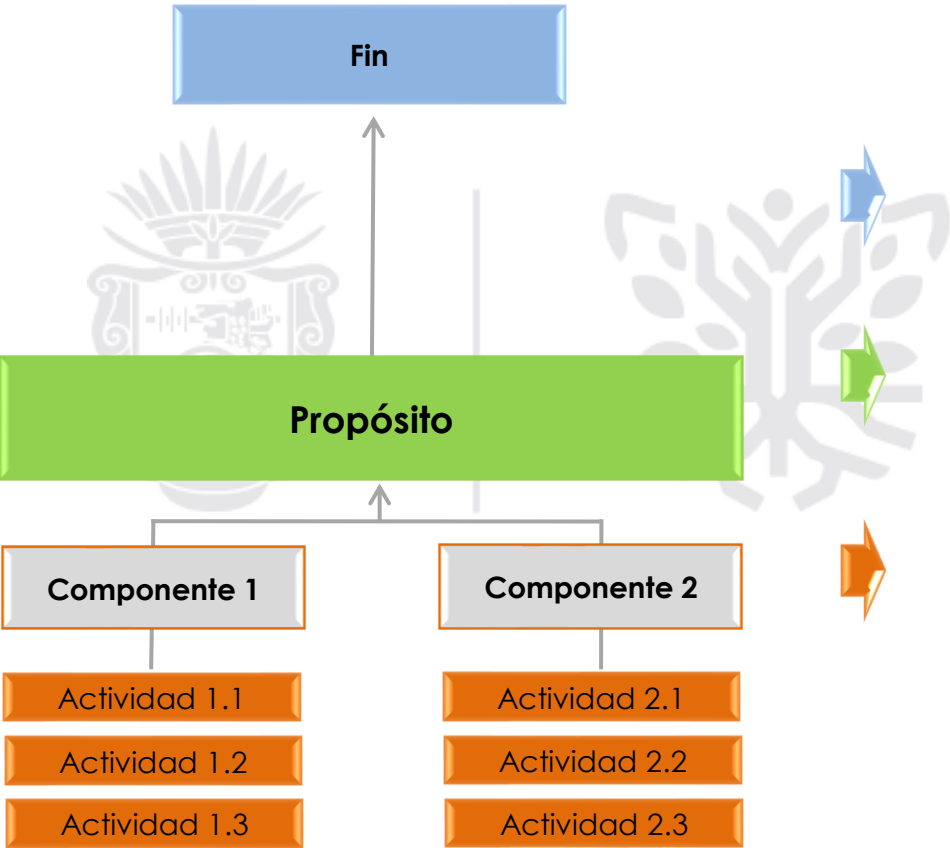 Fin
Propósito
Componente 1
Componente 2
Actividad 1.1
Actividad 2.1
Actividad 1.2
Actividad 2.2
Actividad 1.3
Actividad 2.3